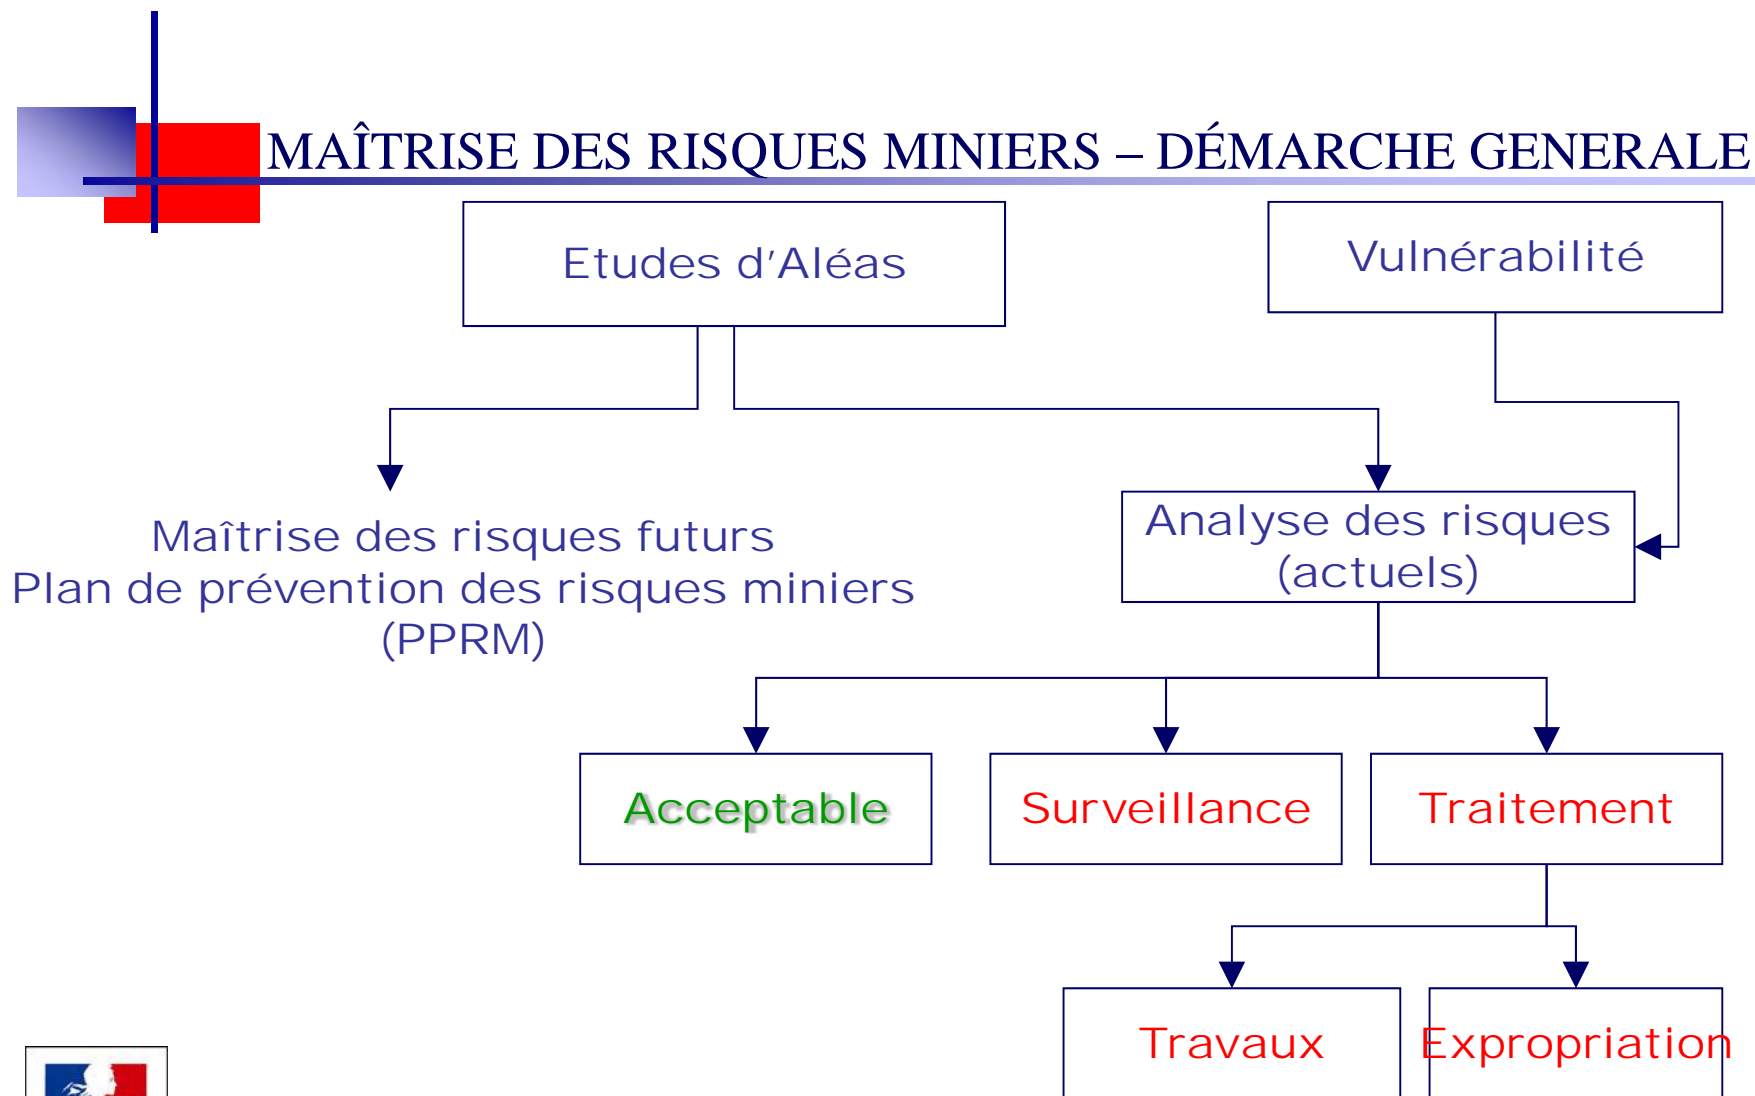 MAÎTRISE DES RISQUES MINIERS – DÉMARCHE GENERALE
Etudes d'Aléas
Vulnérabilité
Maîtrise des risques futurs
Plan de prévention des risques miniers
(PPRM)
Analyse des risques
(actuels)
Acceptable
Surveillance
Traitement
Travaux
Expropriation